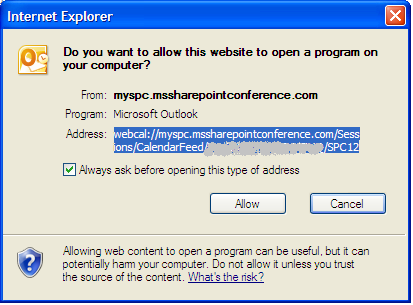 Internet Explorer
Do you want to allow this website to open a program on
your computer?
From: myspc.mssharepointconference.com
Program: Microsoft Outlook
Address: webcal://myspc.mssharepointconference.com/Sess
ions/CalendarFeed/ /SPC12
Always ask before opening this type of address
Allow Cancel
Allowing web content to open a program can be useful, but it can
potentially harm your computer. Do not allow it unless you trust
the source of the content. What's the risk?